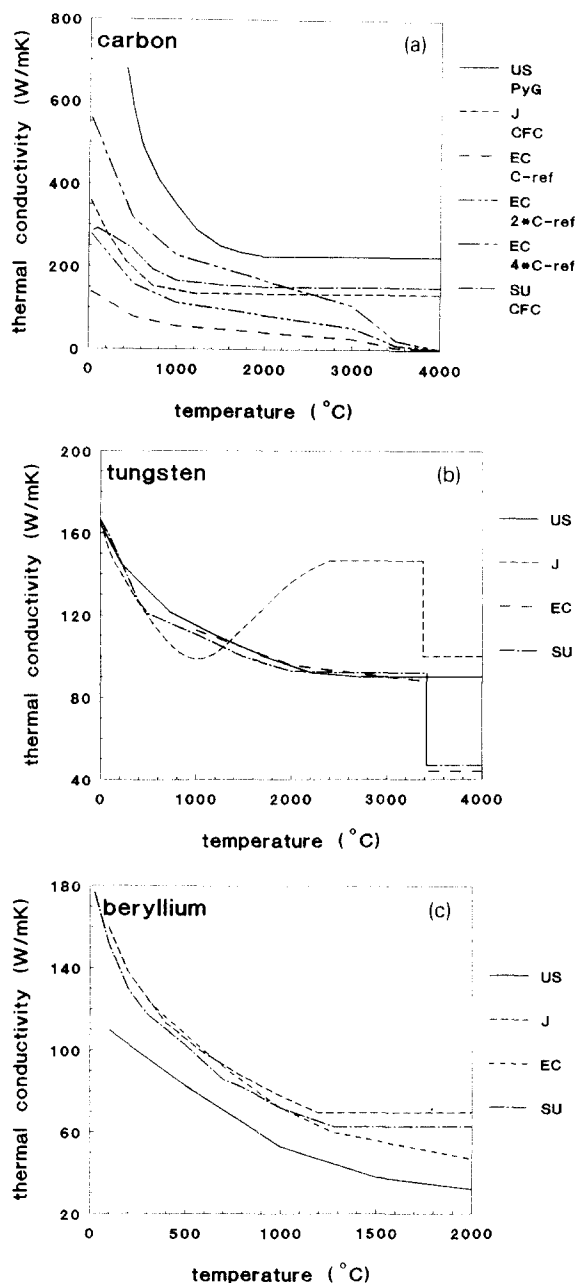 carbon
(a)
800
600
400
200
0
thermal conductivity (W/mK)
0 1000 2000 3000 4000
temperature (°C)
US
PyG
J
CFC
EC
C-ref
EC
2*C-ref
EC
4*C-ref
SU
CFC
tungsten
(b)
200
160
120
80
40
thermal conductivity (W/mK)
0 1000 2000 3000 4000
temperature (°C)
US
J
EC
SU
beryllium
(c)
180
140
100
60
20
thermal conductivity (W/mK)
0 500 1000 1500 2000
temperature (°C)
US
J
EC
SU